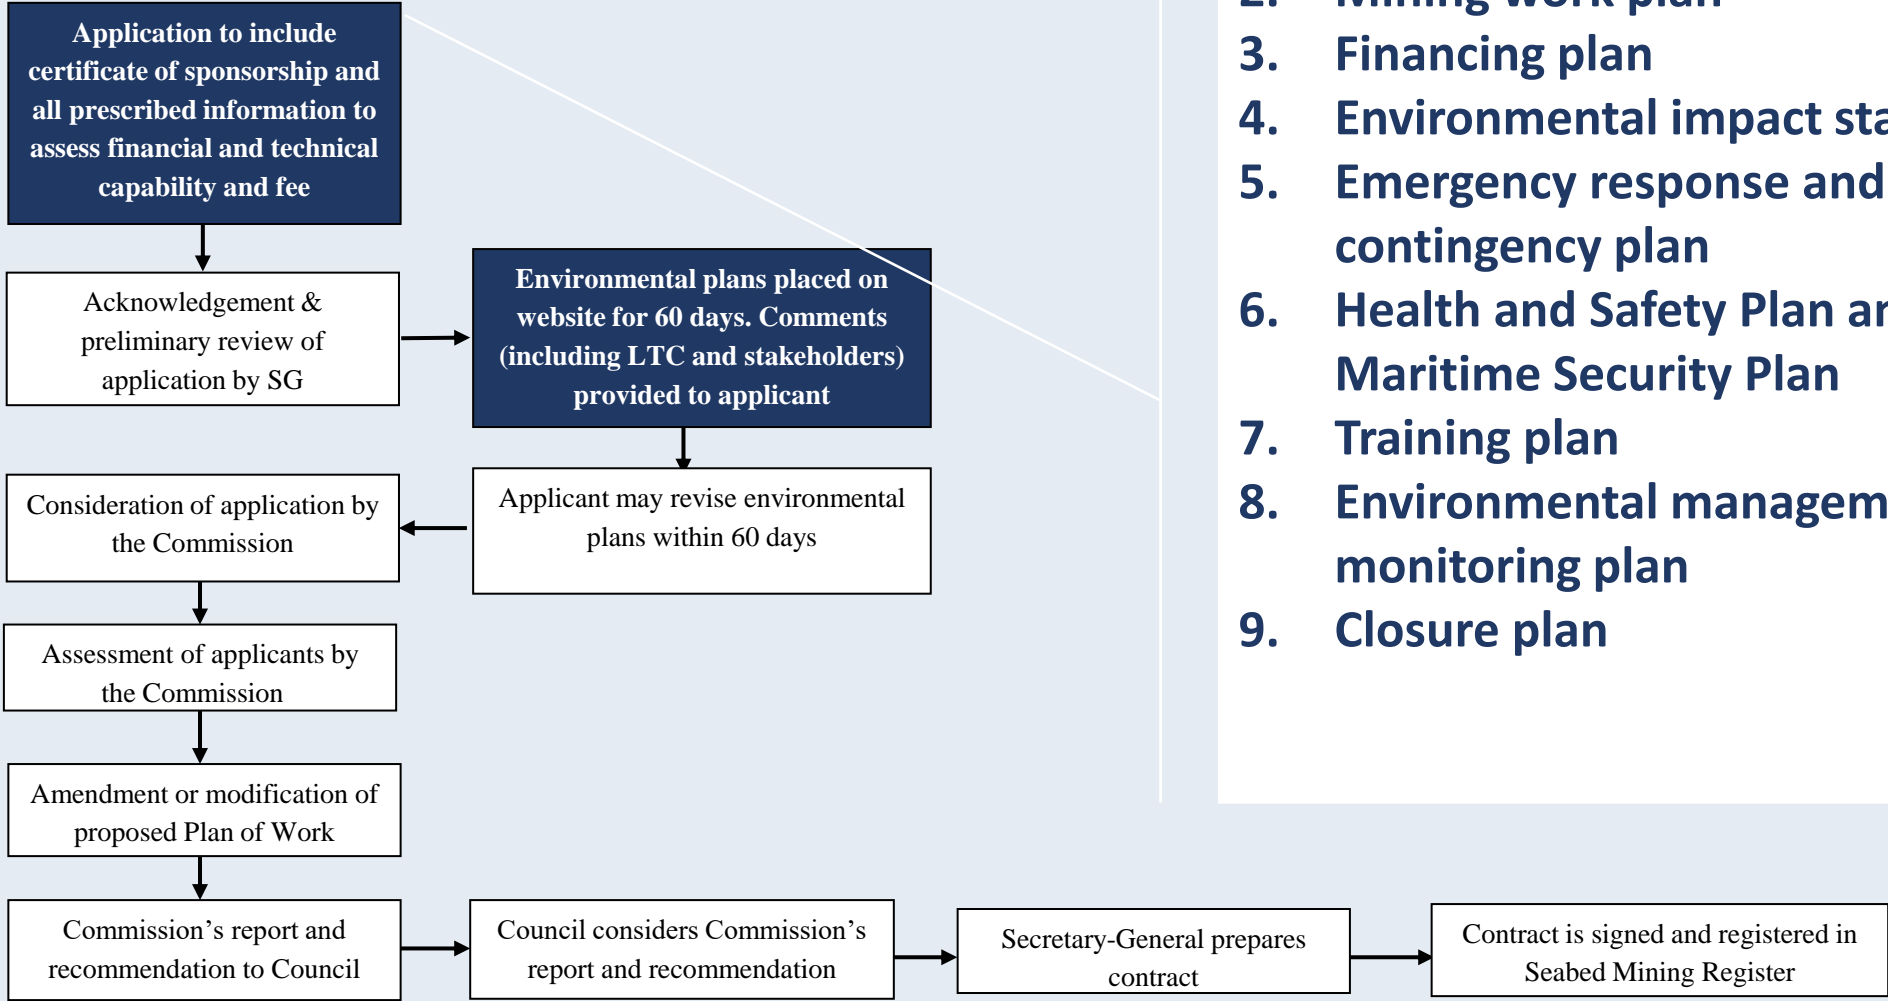 Application to include
certificate of sponsorship and
all prescribed information to
assess financial and technical
capability and fee
Acknowledgement &
preliminary review of
application by SG
Environmental plans placed on
website for 60 days. Comments
(including LTC and stakeholders)
provided to applicant
Applicant may revise environmental
plans within 60 days
Consideration of application by
the Commission
Assessment of applicants by
the Commission
Amendment or modification of
proposed Plan of Work
Commission’s report and
recommendation to Council
Council considers Commission’s
report and recommendation
Secretary-General prepares
contract
Contract is signed and registered in
Seabed Mining Register
2. Mining work plan
3. Financing plan
4. Environmental impact
5. Emergency response and
contingency plan
6. Health and Safety Plan
Maritime Security Plan
7. Training plan
8. Environmental
monitoring plan
9. Closure plan